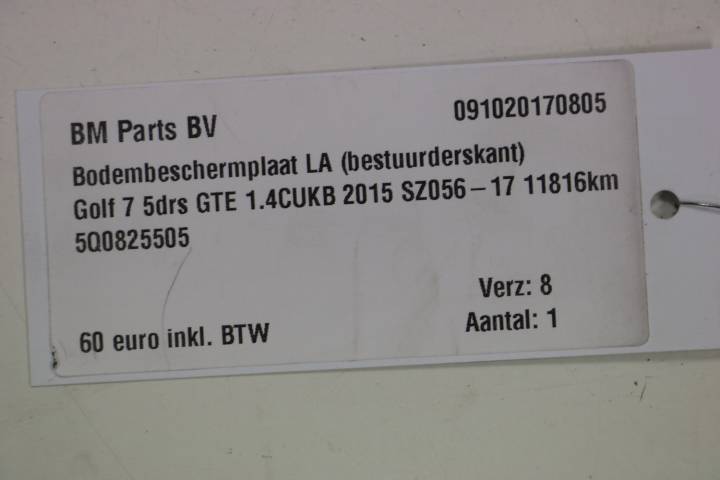 BM Parts BV
091020170805
Bodembeschermplaat LA (bestuurderskant)
Golf 7 5drs GTE 1.4CUKB 2015 SZ056-17 11816km
5Q0825505
Verz: 8
60 euro inkl. BTW
Aantal: 1